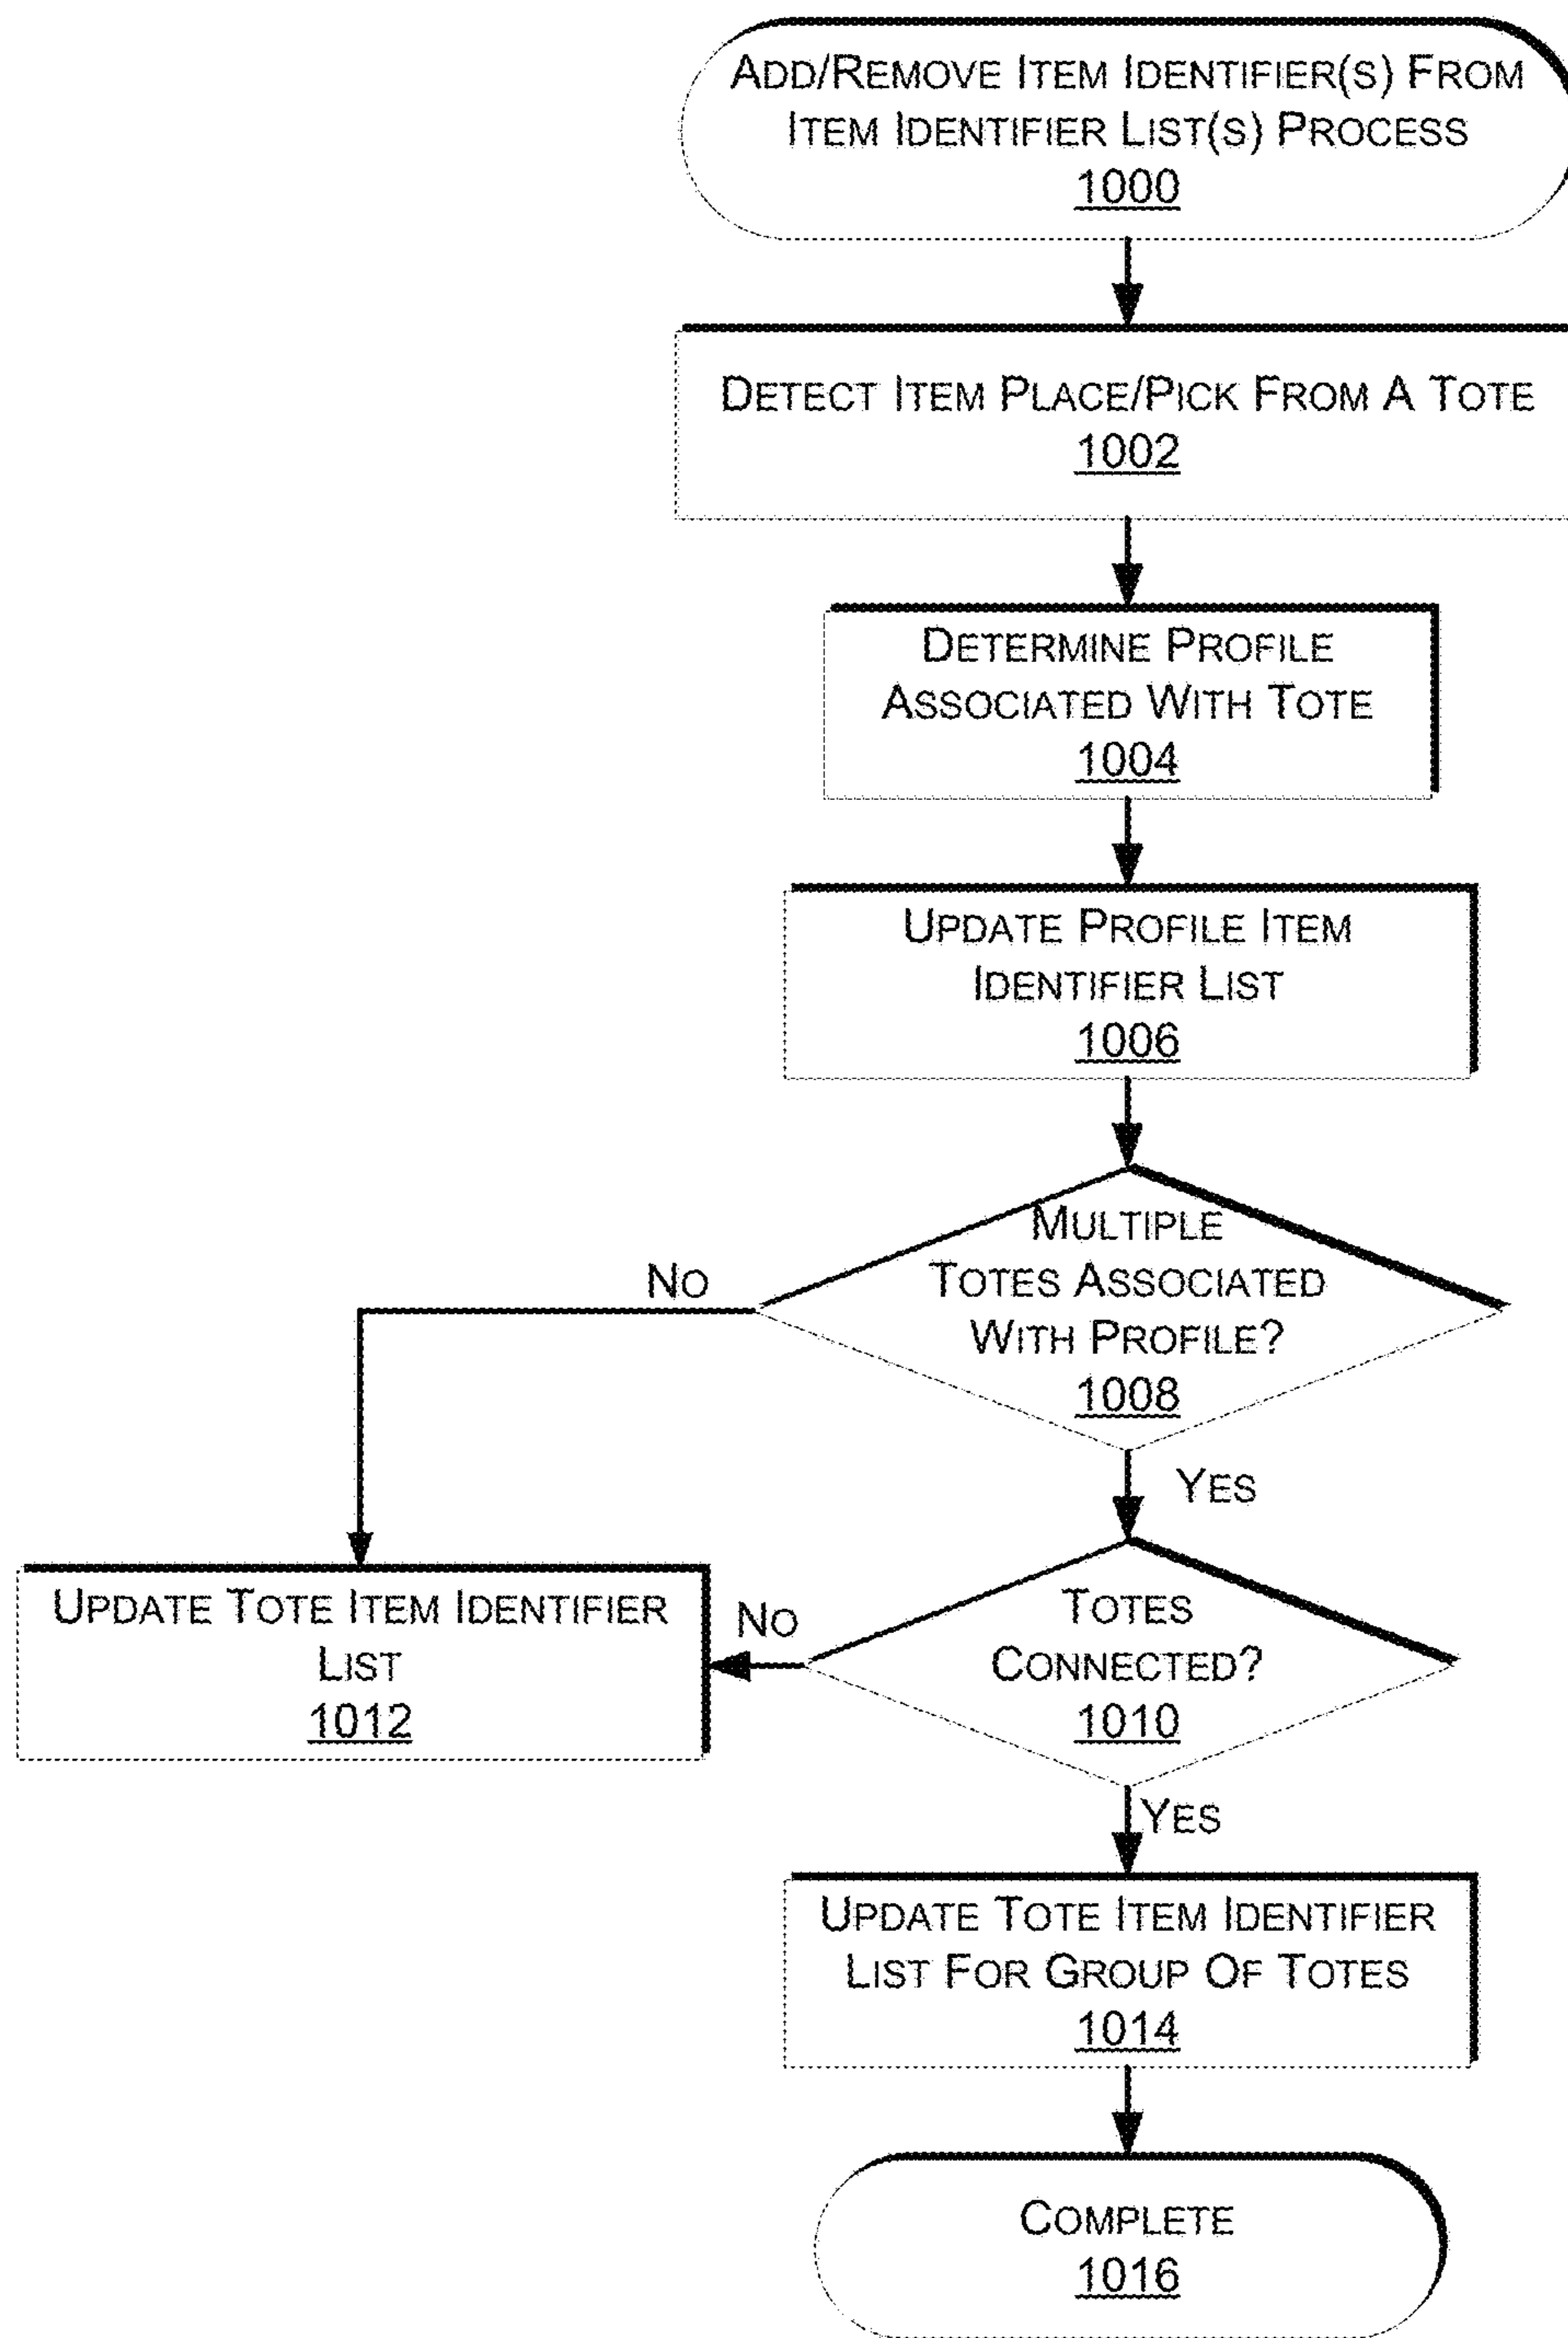 ADD/REMOVE ITEM IDENTIFIER(S) FROM
ITEM IDENTIFIER LIST(S) PROCESS
1000
DETECT ITEM PLACE/PICK FROM A TOTE
1002
DETERMINE PROFILE
ASSOCIATED WITH TOTE
1004
UPDATE PROFILE ITEM
IDENTIFIER LIST
1006
MULTIPLE
TOTES ASSOCIATED
WITH PROFILE?
1008
NO
YES
TOTES
CONNECTED?
1010
NO
UPDATE TOTE ITEM IDENTIFIER
LIST
1012
YES
UPDATE TOTE ITEM IDENTIFIER
LIST FOR GROUP OF TOTES
1014
COMPLETE
1016